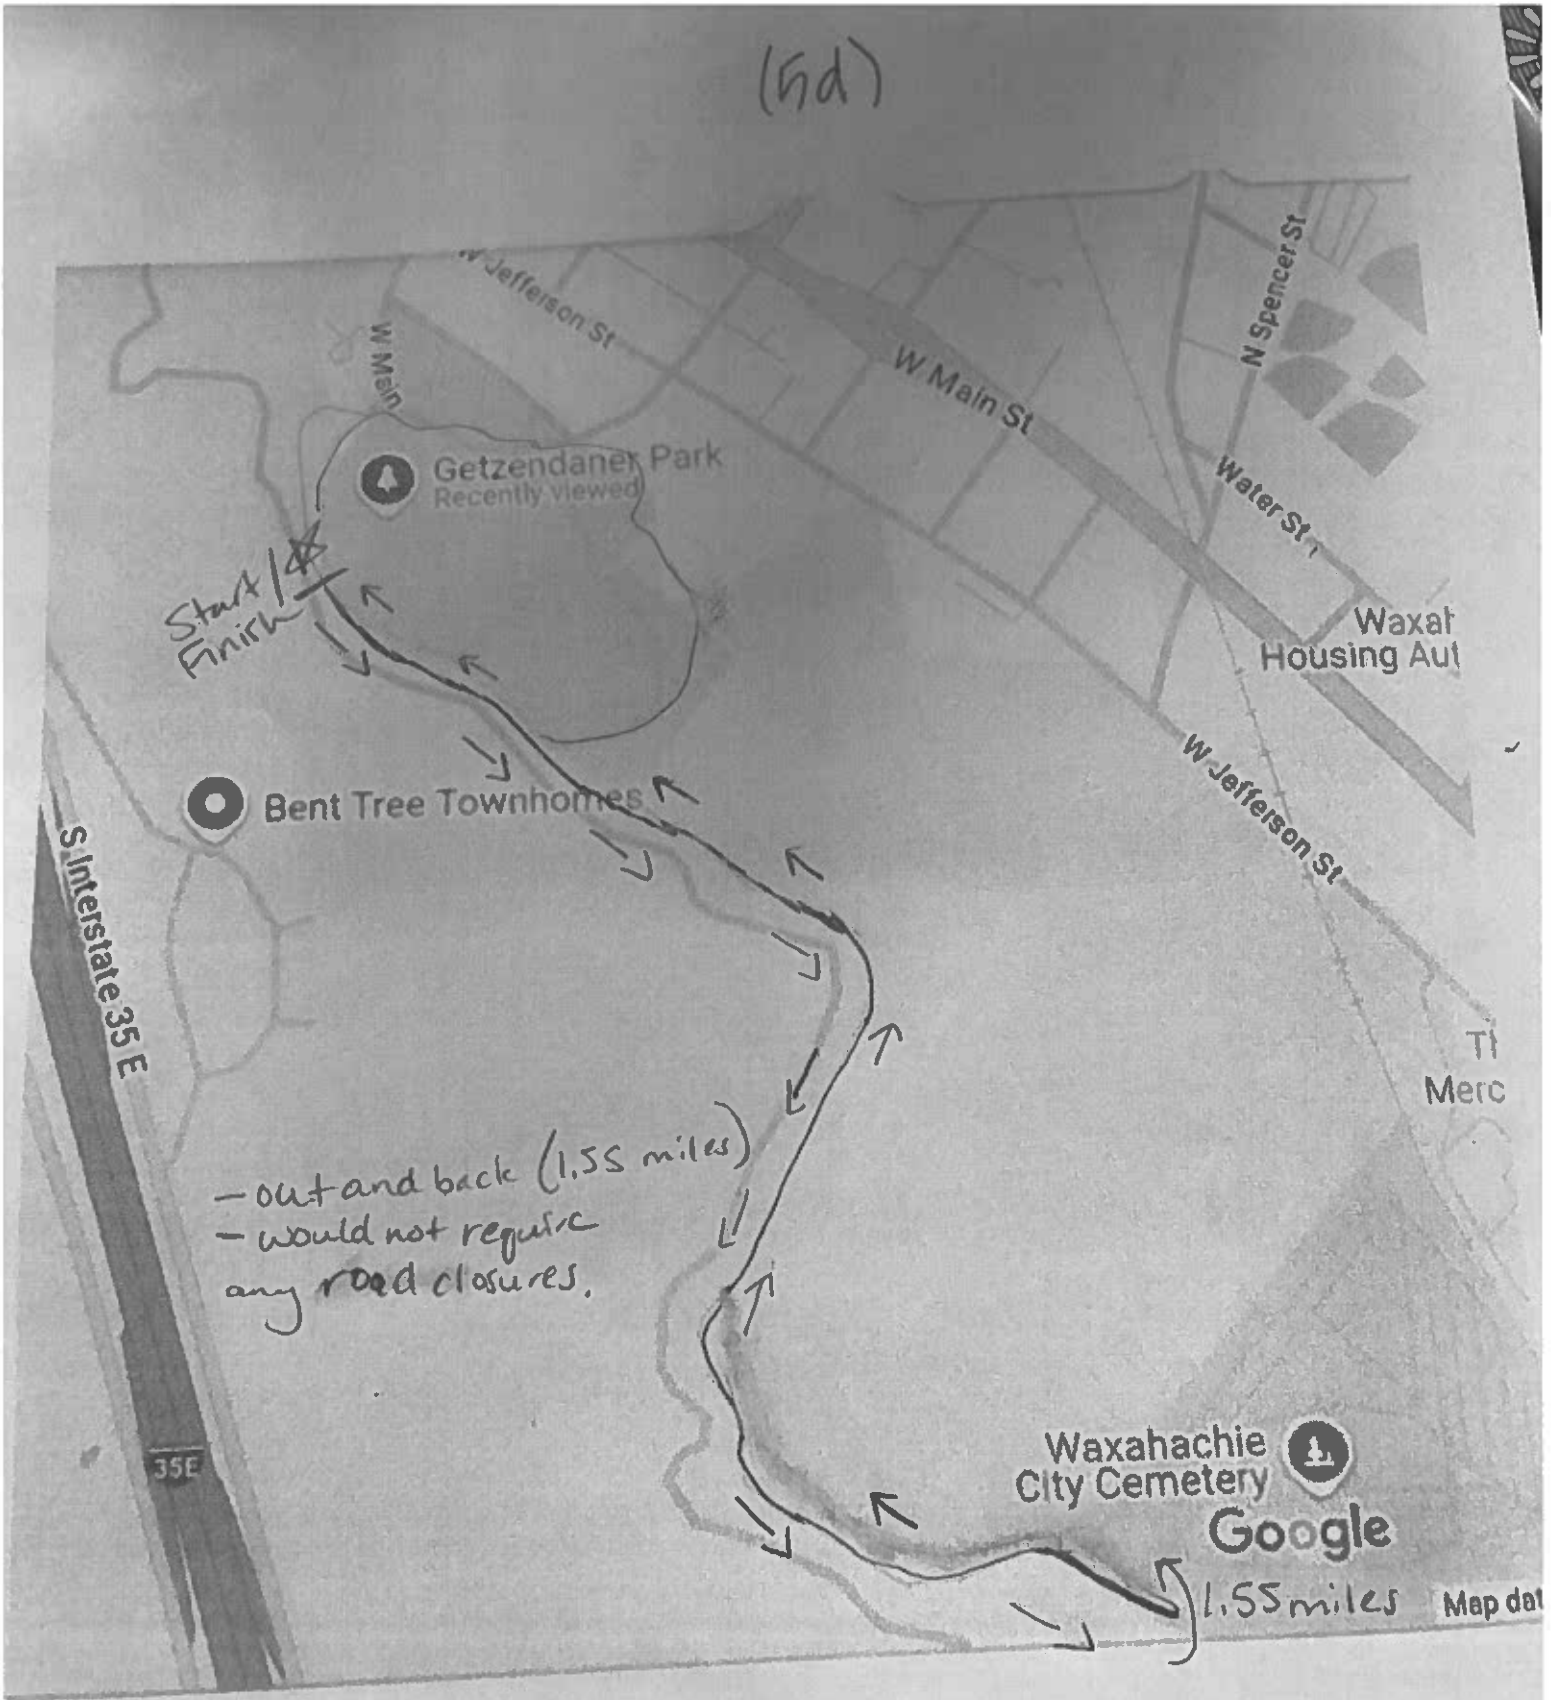 (5d)
W Jefferson St
N Spencer St
W Main
W Main St
Getzendaner Park
Recently viewed
Water St
Start/
Finish
Waxat
Housing Aut
W Jefferson St
Bent Tree Townhomes
S Interstate 35 E
Tl
Merc
- out and back (1.55 miles)
- would not require
any road closures.
Waxahachie
City Cemetery
35E
Google
1.55 miles
Map dat